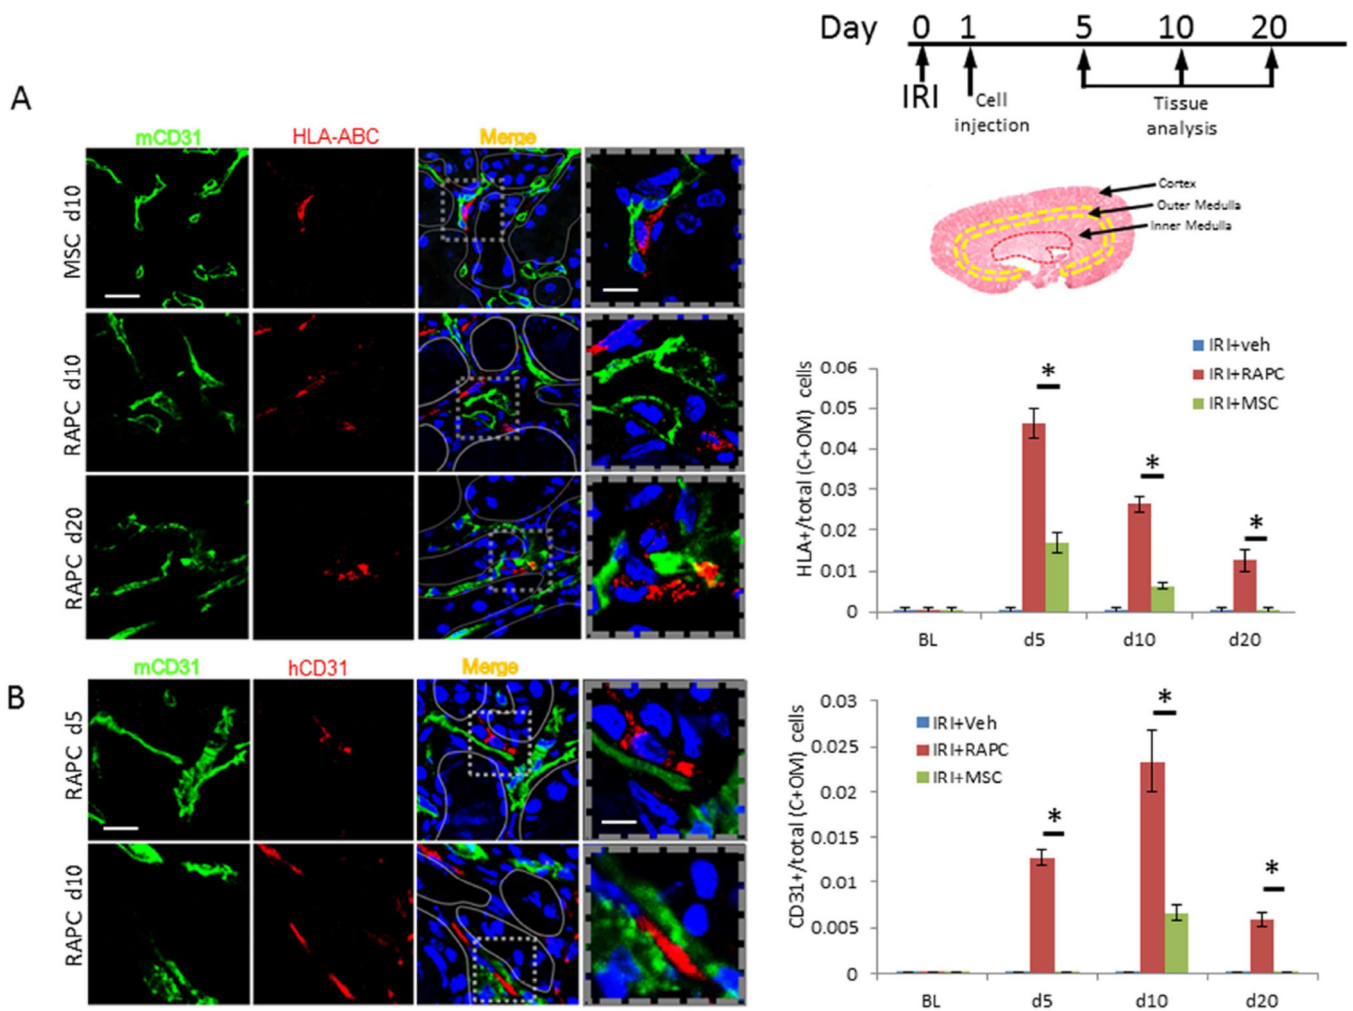 Day 0 1 5 10 20
IRI Cell injection Tissue analysis
A
mCD31 HLA-ABC Merge
MSC d10
RAPC d10
RAPC d20
Cortex
Outer Medulla
Inner Medulla
HLA+/total (C+OM) cells
IRI+veh
IRI+RAPC
IRI+MSC
0.06
0.05
0.04
0.03
0.02
0.01
0
* * *
BL d5 d10 d20
B
mCD31 hCD31 Merge
RAPC d5
RAPC d10
CD31+/total (C+OM) cells
IRI+Veh
IRI+RAPC
IRI+MSC
0.03
0.025
0.02
0.015
0.01
0.005
0
* * *
BL d5 d10 d20